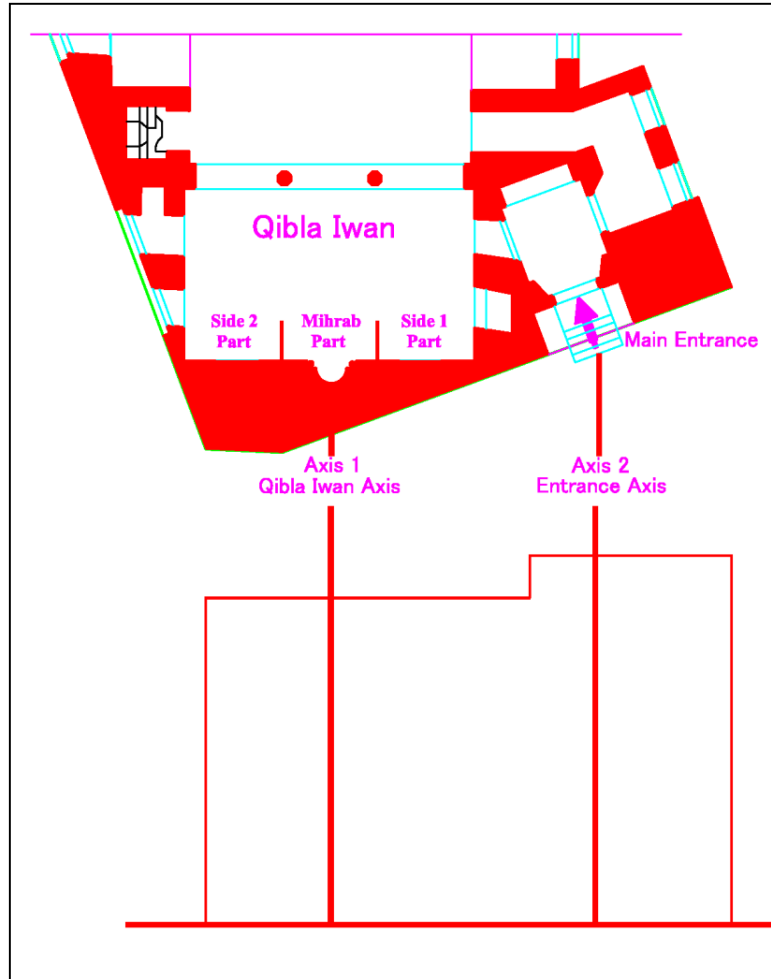 Qibla Iwan
Side 2
Part
Mihrab
Part
Side 1
Part
Main Entrance
Axis 1
Qibla Iwan Axis
Axis 2
Entrance Axis